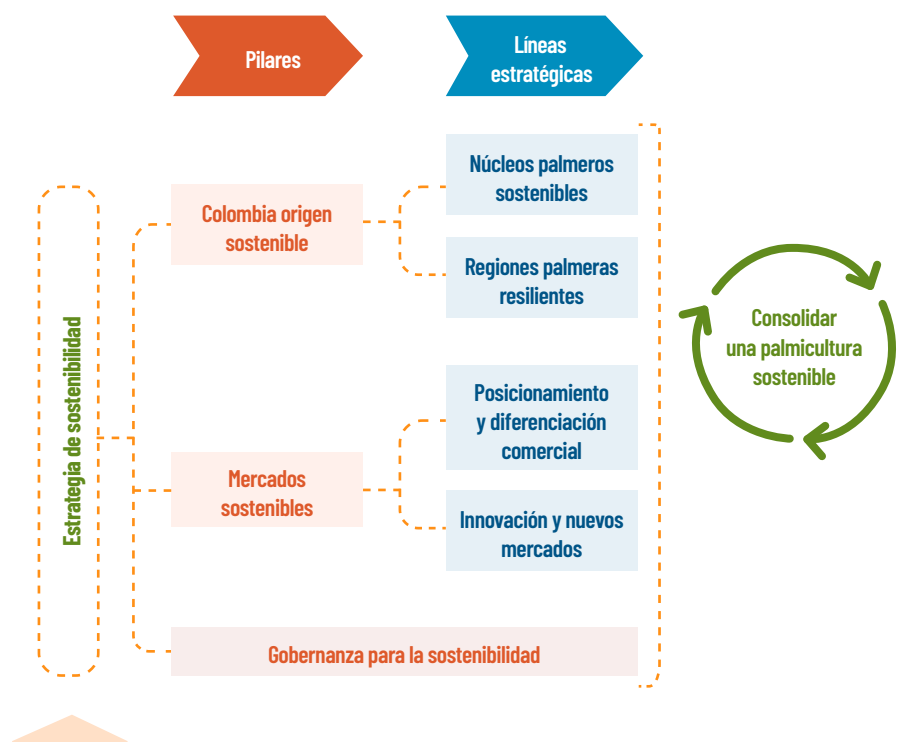 Pilares
Líneas
estratégicas
Estrategia de sostenibilidad
Colombia origen
sostenible
Núcleos palmeros
sostenibles
Regiones palmeras
resilientes
Mercados
sostenibles
Posicionamiento
y diferenciación
comercial
Innovación y nuevos
mercados
Gobernanza para la sostenibilidad
Consolidar
una palmicultura
sostenible